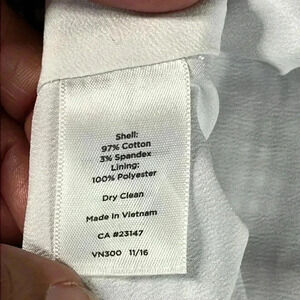 Shell:
97% Cotton
3% Spandex
Lining:
100% Polyester
Dry Clean
Made In Vietnam
CA #23147
VN300 11/16